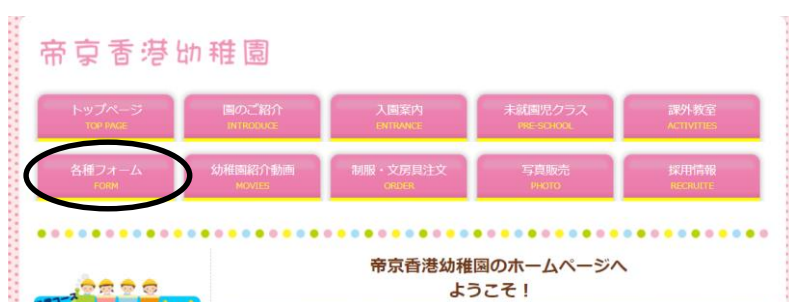 帝京香港幼稚園
トップページ 園のご紹介 入園案内 未就園児クラス 課外教室
TOP PAGE INTRODUCE ENTRANCE PRE-SCHOOL ACTIVITIES
各種フォーム 幼稚園紹介動画 制服・文房具注文 写真販売 採用情報
FORM MOVIES ORDER PHOTO RECRUITE
帝京香港幼稚園のホームページへ
ようこそ！
コース